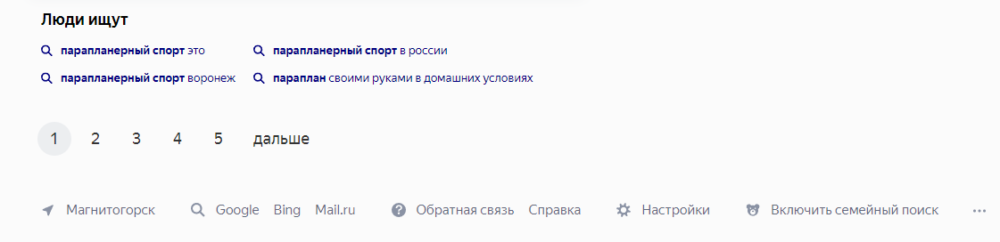 Люди ищут
парапланерный спорт это парапланерный спорт в россии
парапланерный спорт воронеж параплан своими руками в домашних условиях
1 2 3 4 5 дальше
Магнитогорск Google Bing Mail.ru Обратная связь Справка Настройки Включить семейный поиск ...